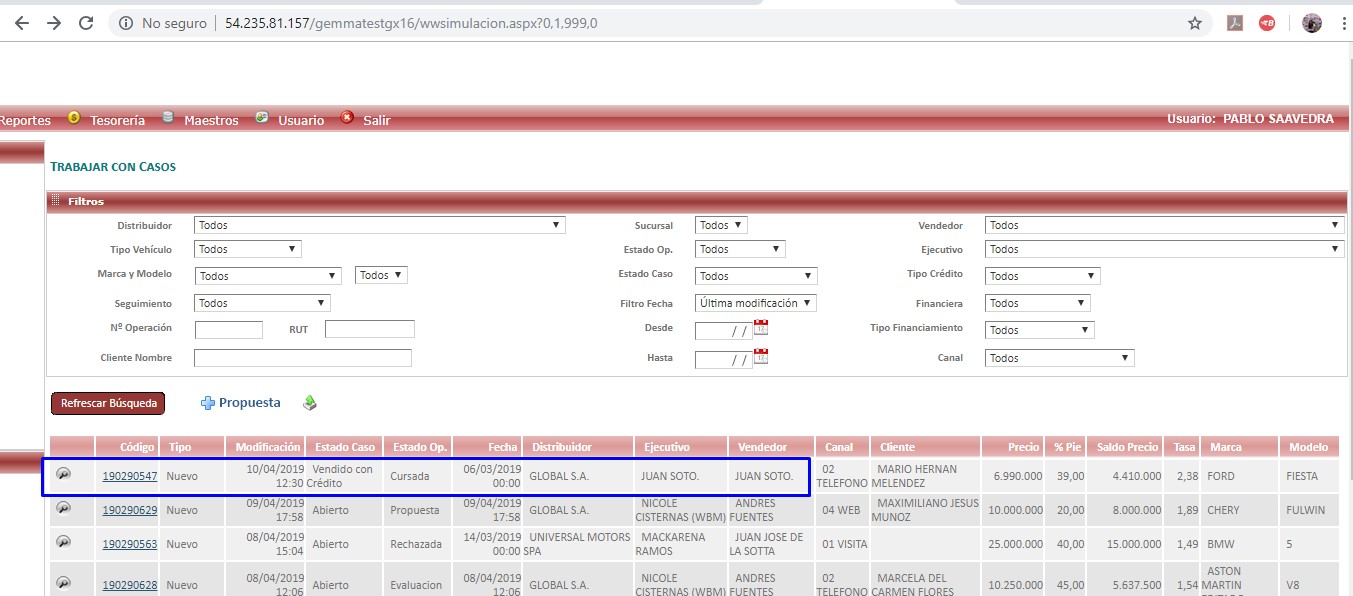 No seguro | 54.235.81.157/gemmatestgx16/wwsimulacion.aspx?0,1,999,0
Reportes Tesorería Maestros Usuario Salir Usuario: PABLO SAAVEDRA
TRABAJAR CON CASOS
Filtros
Distribuidor Todos Sucursal Todos Vendedor Todos
Tipo Vehículo Todos Estado Op. Todos Ejecutivo Todos
Marca y Modelo Todos Todos Estado Caso Todos Tipo Crédito Todos
Seguimiento Todos Filtro Fecha Última modificación Financiera Todos
Nº Operación RUT Desde / / Tipo Financiamiento Todos
Cliente Nombre Hasta / / Canal Todos
Refrescar Búsqueda Propuesta
Código Tipo Modificación Estado Caso Estado Op. Fecha Distribuidor Ejecutivo Vendedor Canal Cliente Precio % Pie Saldo Precio Tasa Marca Modelo
190290547 Nuevo 10/04/2019 12:30 Vendido con Crédito Cursada 06/03/2019 00:00 GLOBAL S.A. JUAN SOTO. JUAN SOTO. 02 TELEFONO MARIO HERNAN MELENDEZ 6.990.000 39,00 4.410.000 2,38 FORD FIESTA
190290629 Nuevo 09/04/2019 17:58 Abierto Propuesta 09/04/2019 17:58 GLOBAL S.A. NICOLE CISTERNAS (WBM) ANDRES FUENTES 04 WEB MAXIMILIANO JESUS MUNOZ 10.000.000 20,00 8.000.000 1,89 CHERY FULWIN
190290563 Nuevo 08/04/2019 15:04 Abierto Rechazada 14/03/2019 00:00 UNIVERSAL MOTORS SPA MACKARENA RAMOS JUAN JOSE DE LA SOTTA 01 VISITA 25.000.000 40,00 15.000.000 1,49 BMW 5
190290628 Nuevo 08/04/2019 12:06 Abierto Evaluacion 08/04/2019 12:06 GLOBAL S.A. NICOLE CISTERNAS (WBM) ANDRES FUENTES 02 TELEFONO MARCELA DEL CARMEN FLORES 10.250.000 45,00 5.637.500 1,54 ASTON MARTIN V8